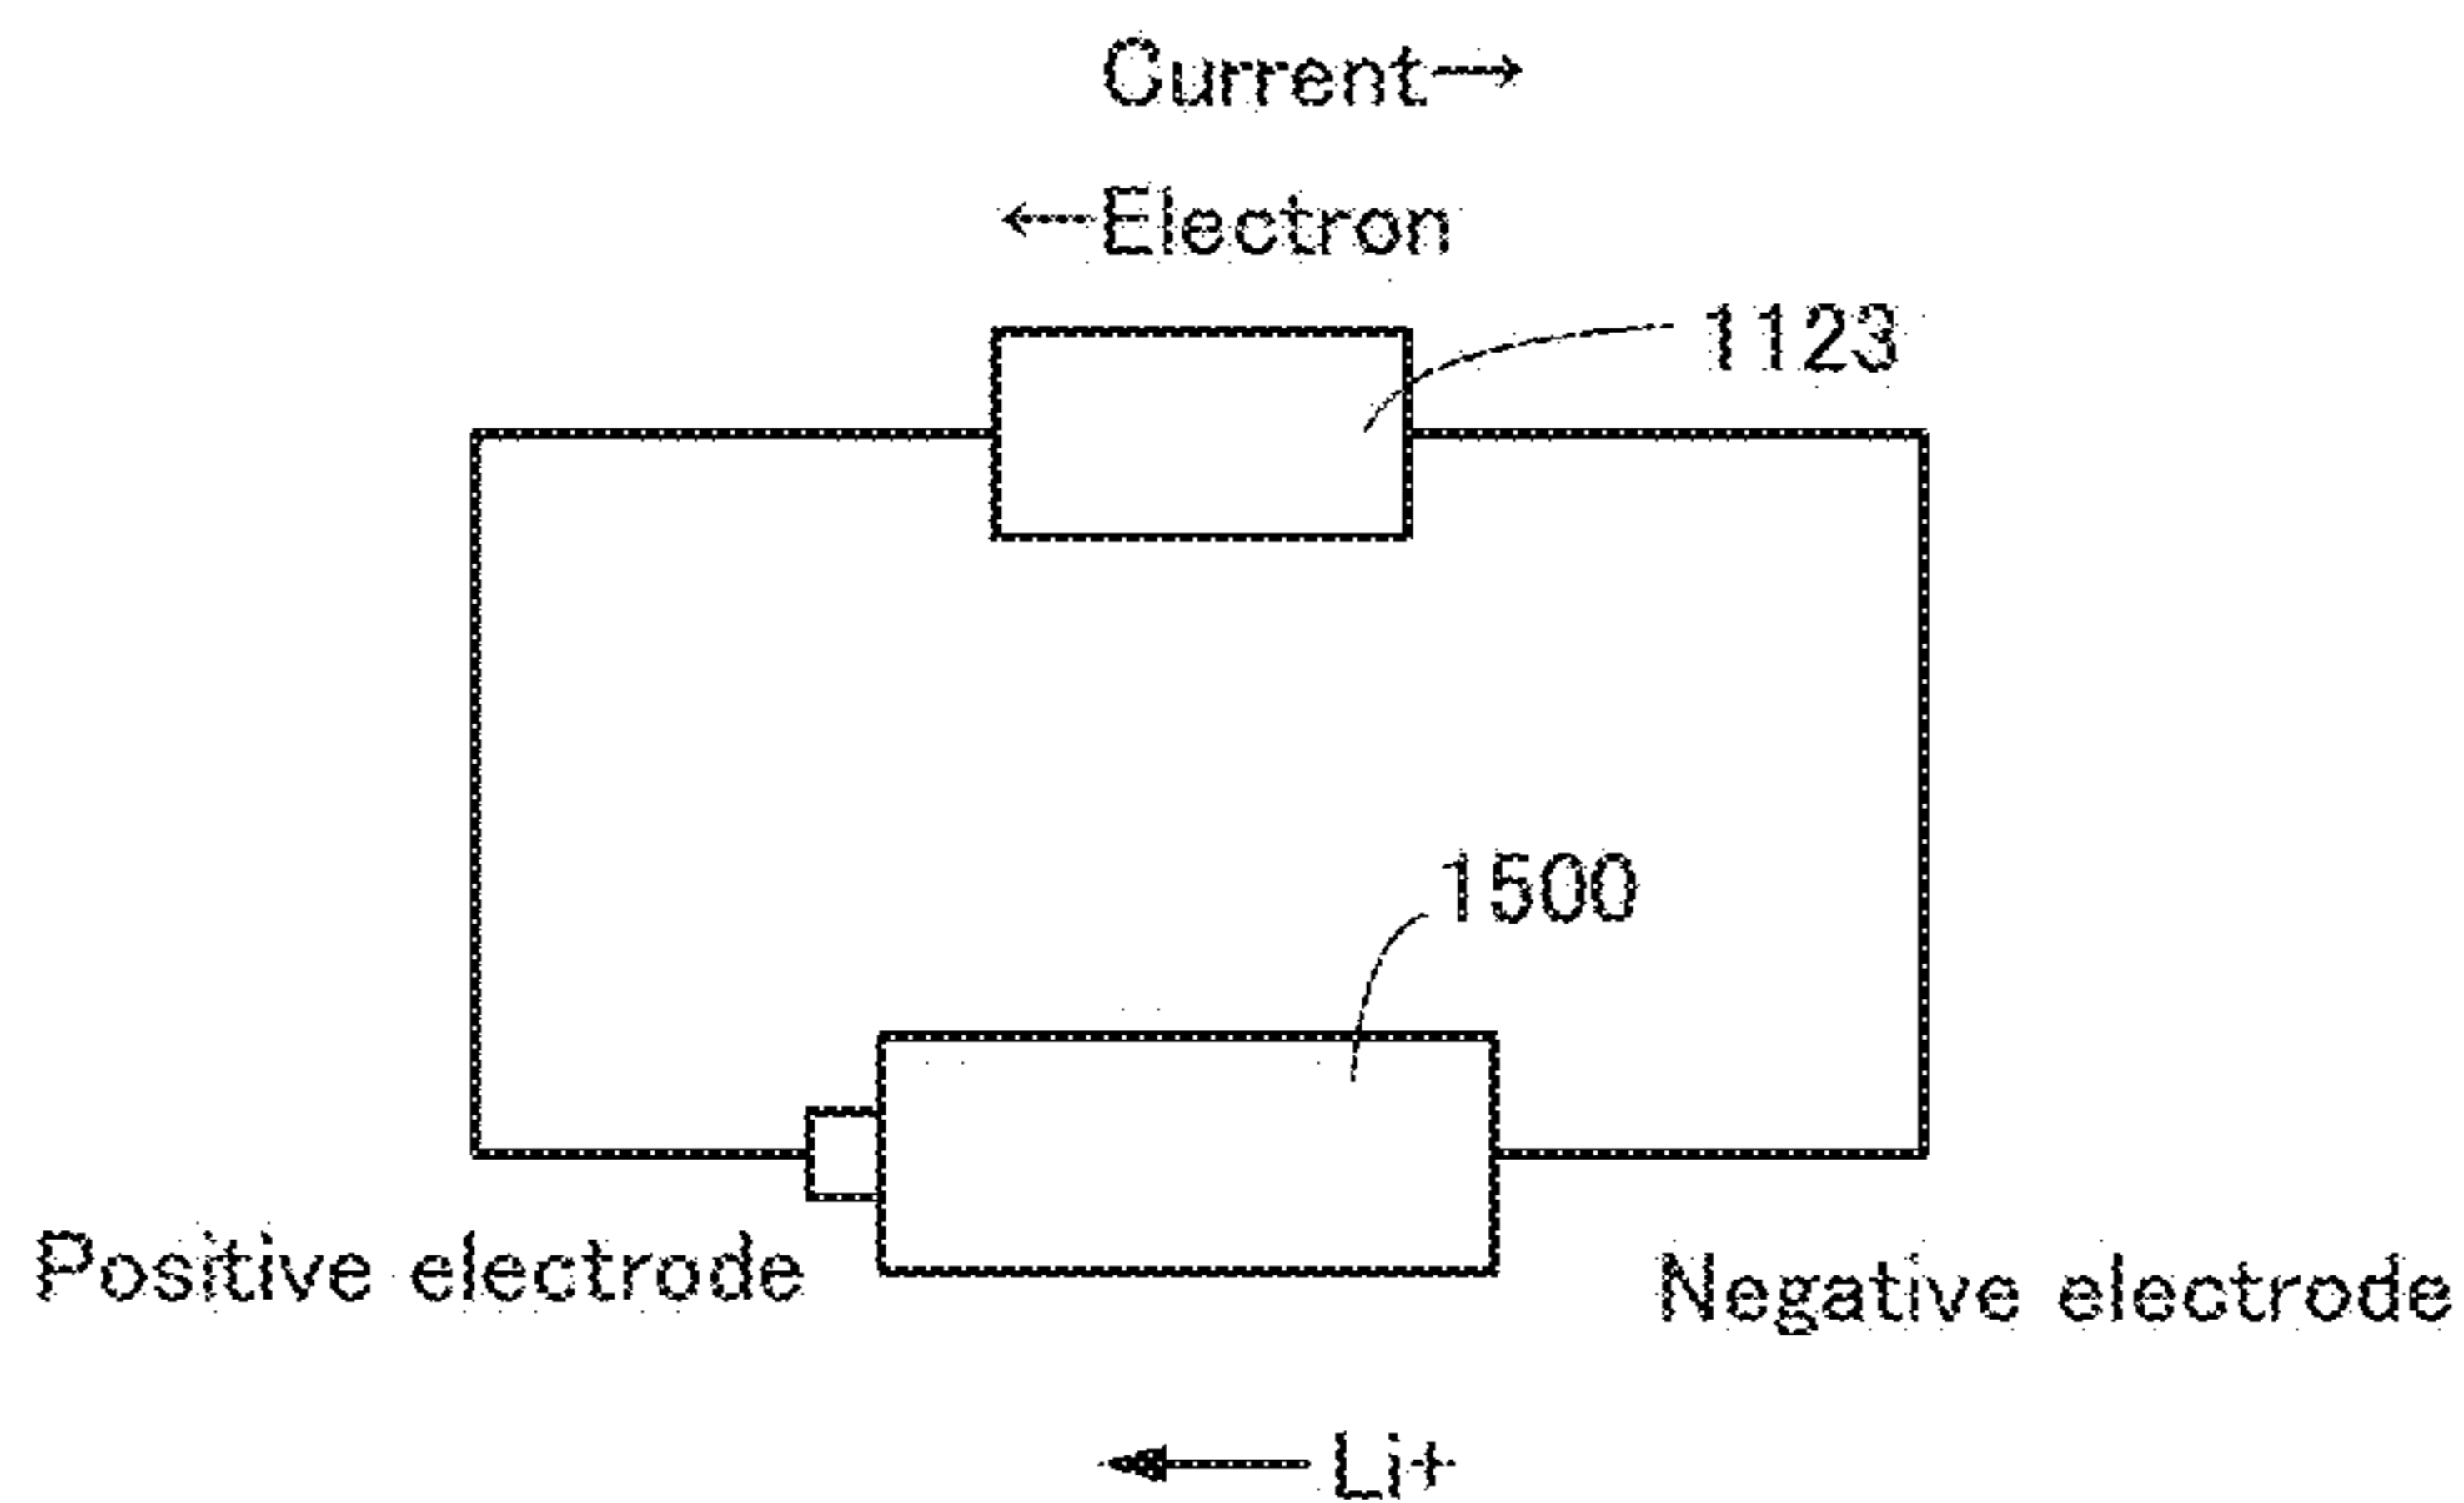 Current→
←Electron
1123
1500
Positive electrode
Negative electrode
←Li+